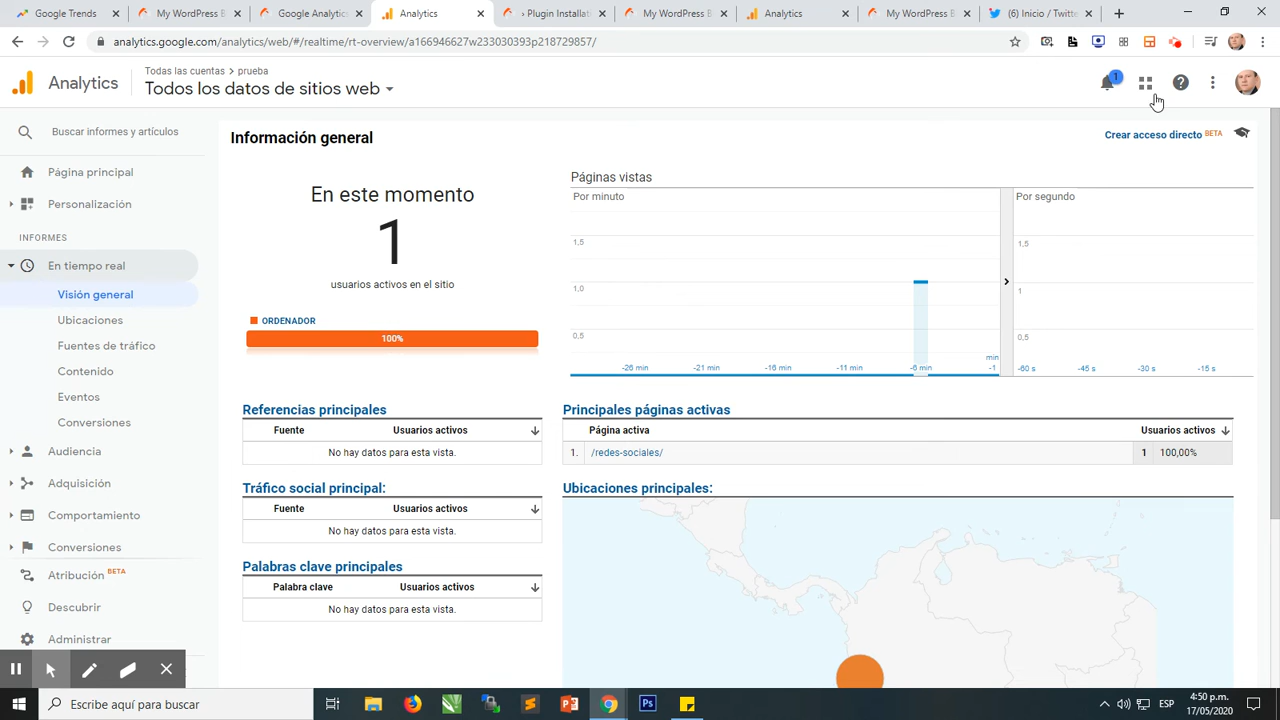 Google Trends
My WordPress B
Google Analytics
Analytics
› Plugin Installat
My WordPress B
Analytics
My WordPress B
(6) Inicio / Twitte
analytics.google.com/analytics/web/#/realtime/rt-overview/a166946627w233030393p218729857/
Analytics
Todas las cuentas > prueba
Todos los datos de sitios web
1
Buscar informes y artículos
Página principal
Personalización
INFORMES
En tiempo real
Visión general
Ubicaciones
Fuentes de tráfico
Contenido
Eventos
Conversiones
Audiencia
Adquisición
Comportamiento
Conversiones
Atribución BETA
Descubrir
Administrar
Información general
Crear acceso directo BETA
En este momento
1
usuarios activos en el sitio
ORDENADOR
100%
Páginas vistas
Por minuto
Por segundo
1,5
1,0
0,5
-26 min
-21 min
-16 min
-11 min
-6 min
min
-1
1,5
1
0,5
-60 s
-45 s
-30 s
-15 s
Referencias principales
Fuente Usuarios activos
No hay datos para esta vista.
Tráfico social principal:
Fuente Usuarios activos
No hay datos para esta vista.
Palabras clave principales
Palabra clave Usuarios activos
No hay datos para esta vista.
Principales páginas activas
Página activa Usuarios activos
1. /redes-sociales/ 1 100,00%
Ubicaciones principales:
Escribe aquí para buscar
ESP
4:50 p.m.
17/05/2020